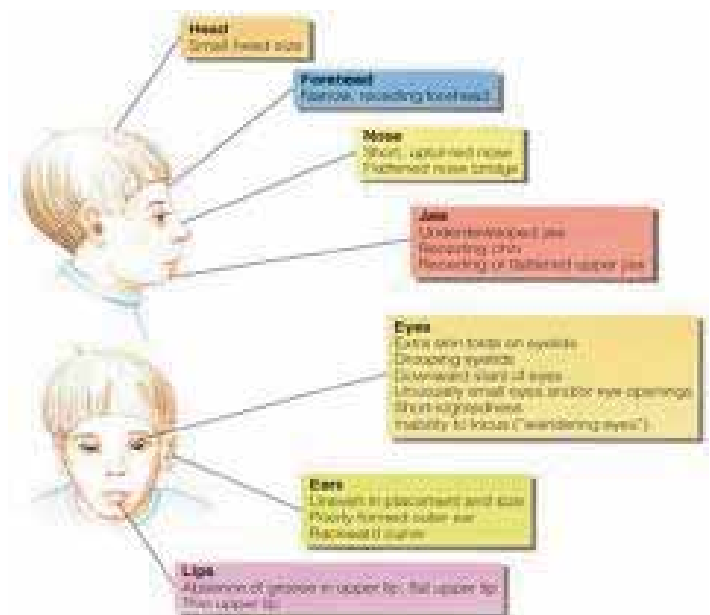 Head
Small head size
Forehead
Narrow, receding forehead
Nose
Short, upturned nose
Flattened nose bridge
Jaw
Underdeveloped jaw
Receding chin
Receding or flattened upper jaw
Eyes
Extra skin folds on eyelids
Drooping eyelids
Downward slant of eyes
Unusually small eyes and/or eye openings
Short-sightedness
Inability to focus ("wandering eyes")
Ears
Uneven in placement and size
Poorly formed outer ear
Backward curve
Lips
Absence of groove in upper lip, flat upper lip
Thin upper lip